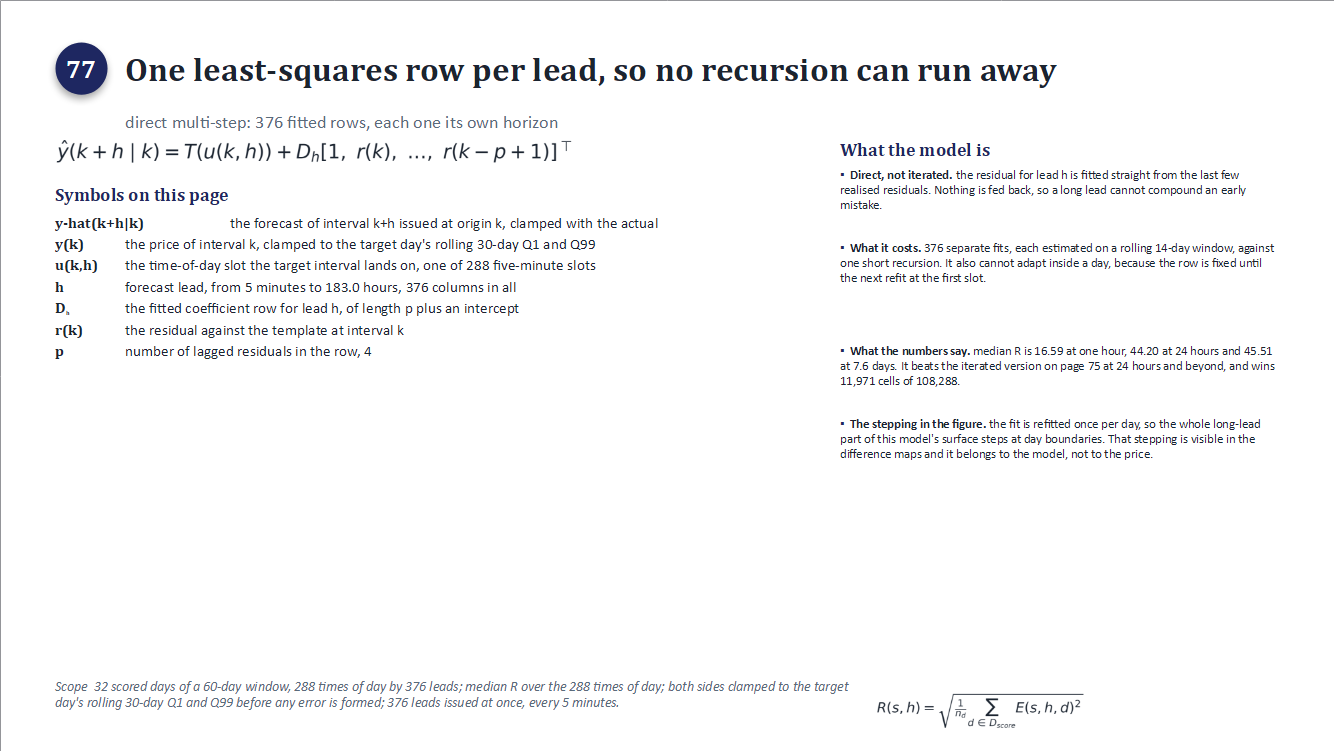 77
One least-squares row per lead, so no recursion can run away
direct multi-step: 376 fitted rows, each one its own horizon
ŷ(k + h | k) = T(u(k, h)) + Dₕ[1, r(k), …, r(k − p + 1)]⊤
Symbols on this page
y-hat(k+h|k) the forecast of interval k+h issued at origin k, clamped with the actual
y(k) the price of interval k, clamped to the target day's rolling 30-day Q1 and Q99
u(k,h) the time-of-day slot the target interval lands on, one of 288 five-minute slots
h forecast lead, from 5 minutes to 183.0 hours, 376 columns in all
Dₕ the fitted coefficient row for lead h, of length p plus an intercept
r(k) the residual against the template at interval k
p number of lagged residuals in the row, 4
What the model is
▪ Direct, not iterated. the residual for lead h is fitted straight from the last few
realised residuals. Nothing is fed back, so a long lead cannot compound an early
mistake.
▪ What it costs. 376 separate fits, each estimated on a rolling 14-day window, against
one short recursion. It also cannot adapt inside a day, because the row is fixed until
the next refit at the first slot.
▪ What the numbers say. median R is 16.59 at one hour, 44.20 at 24 hours and 45.51
at 7.6 days. It beats the iterated version on page 75 at 24 hours and beyond, and wins
11,971 cells of 108,288.
▪ The stepping in the figure. the fit is refitted once per day, so the whole long-lead
part of this model's surface steps at day boundaries. That stepping is visible in the
difference maps and it belongs to the model, not to the price.
Scope 32 scored days of a 60-day window, 288 times of day by 376 leads; median R over the 288 times of day; both sides clamped to the target
day's rolling 30-day Q1 and Q99 before any error is formed; 376 leads issued at once, every 5 minutes.
R(s, h) = √(1/n_d ∑_{d ∈ D_score} E(s, h, d)²)